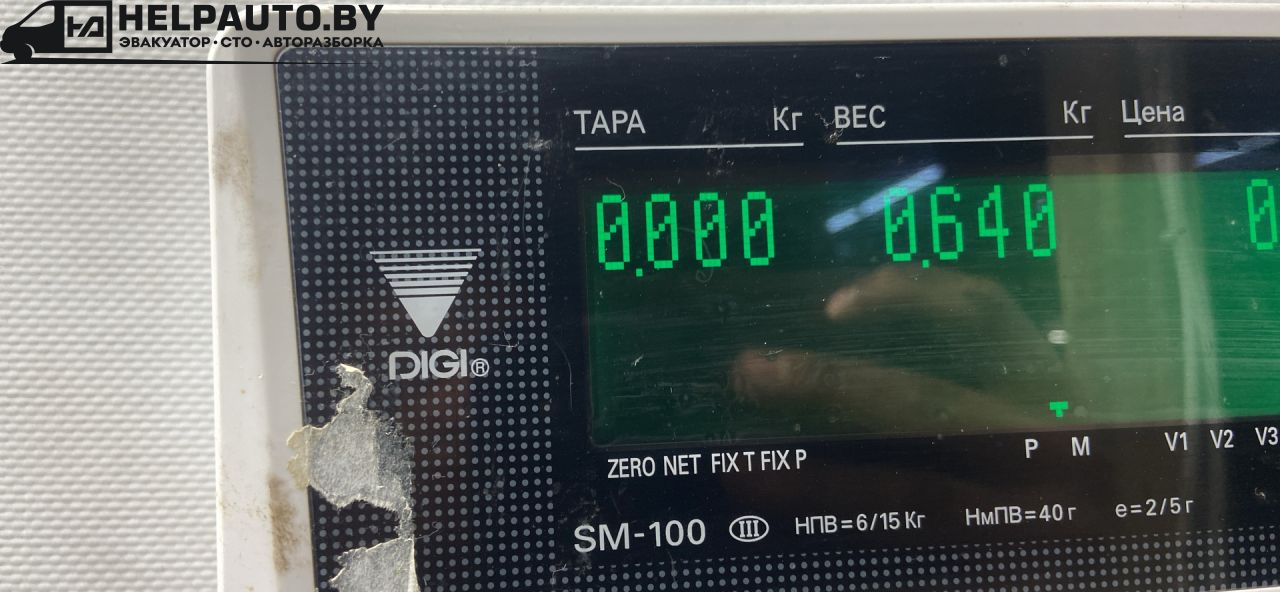 HELPAUTO.BY
ЭВАКУАТОР · СТО · АВТОРАЗБОРКА
ТАРА Кг ВЕС Кг Цена
0.000 0.640 0
DIGI®
P M V1 V2 V3
ZERO NET FIX T FIX P
SM-100 III НПВ=6/15 Кг НмПВ=40 г e=2/5 г